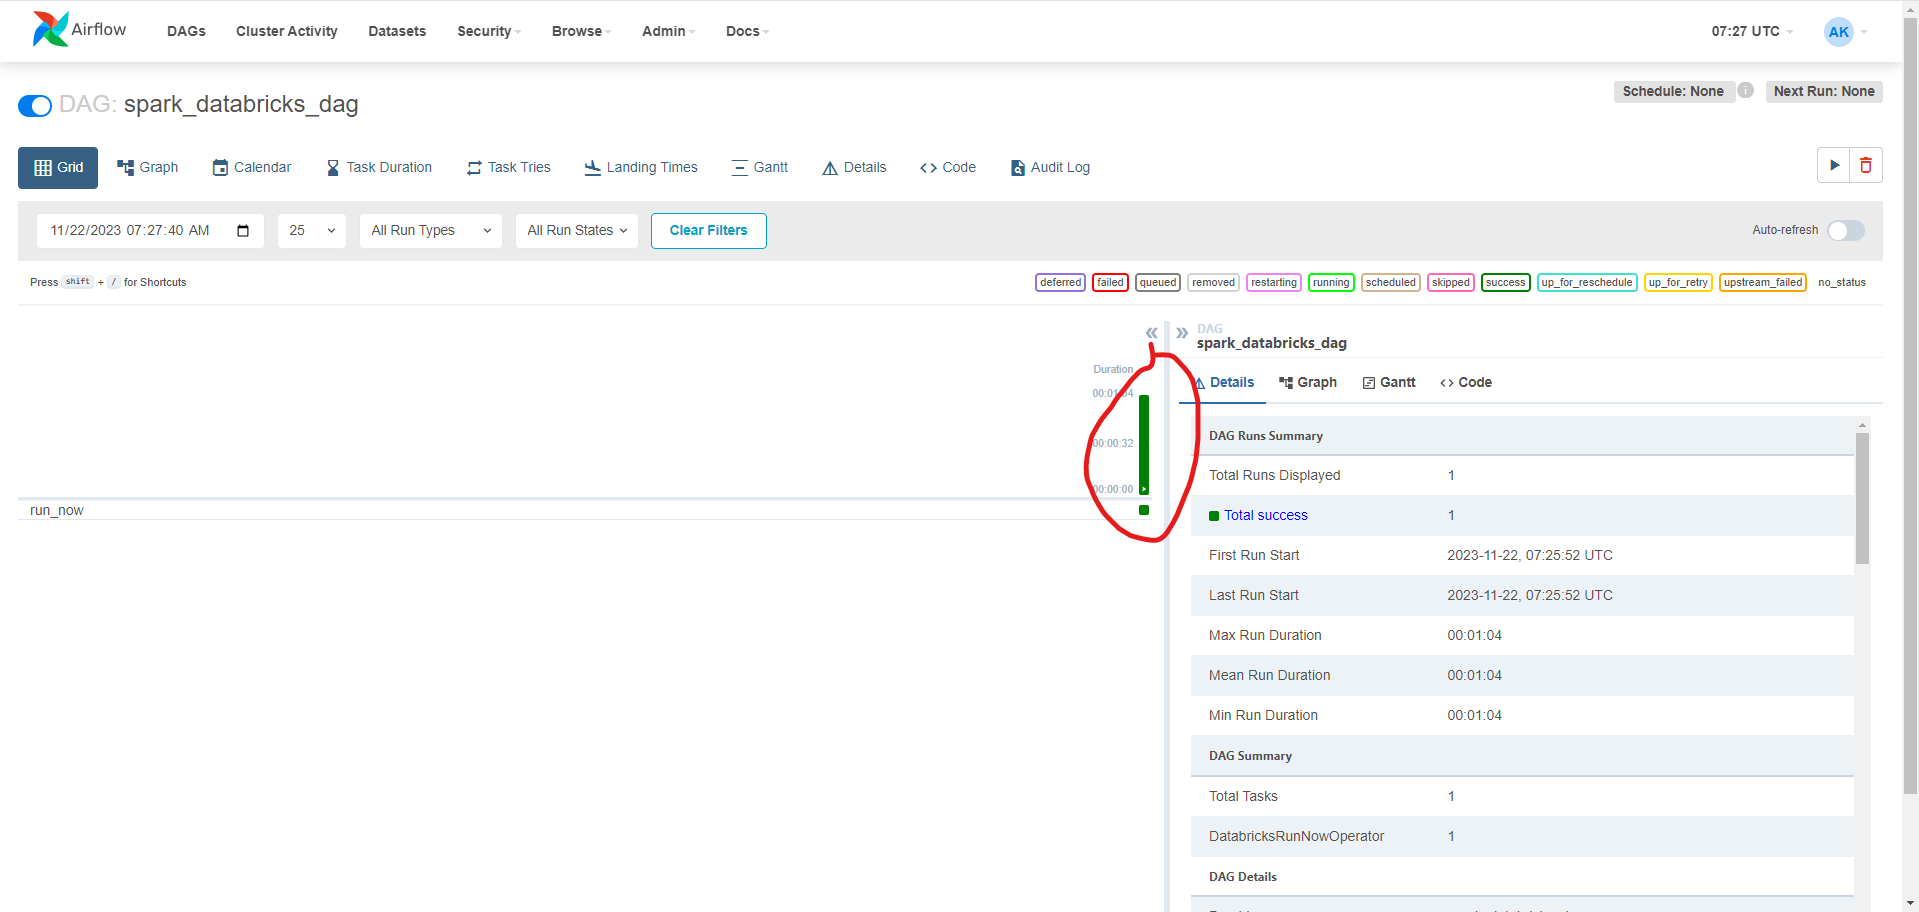 Airflow DAGs Cluster Activity Datasets Security Browse Admin Docs 07:27 UTC AK
DAG: spark_databricks_dag
Schedule: None i Next Run: None
Grid Graph Calendar Task Duration Task Tries Landing Times Gantt Details Code Audit Log
11/22/2023 07:27:40 AM 25 All Run Types All Run States Clear Filters Auto-refresh
Press shift + / for Shortcuts
deferred failed queued removed restarting running scheduled skipped success up_for_reschedule up_for_retry upstream_failed no_status
Duration
00:01:04
00:00:32
00:00:00
run_now
DAG
spark_databricks_dag
Details Graph Gantt Code
DAG Runs Summary
Total Runs Displayed 1
Total success 1
First Run Start 2023-11-22, 07:25:52 UTC
Last Run Start 2023-11-22, 07:25:52 UTC
Max Run Duration 00:01:04
Mean Run Duration 00:01:04
Min Run Duration 00:01:04
DAG Summary
Total Tasks 1
DatabricksRunNowOperator 1
DAG Details